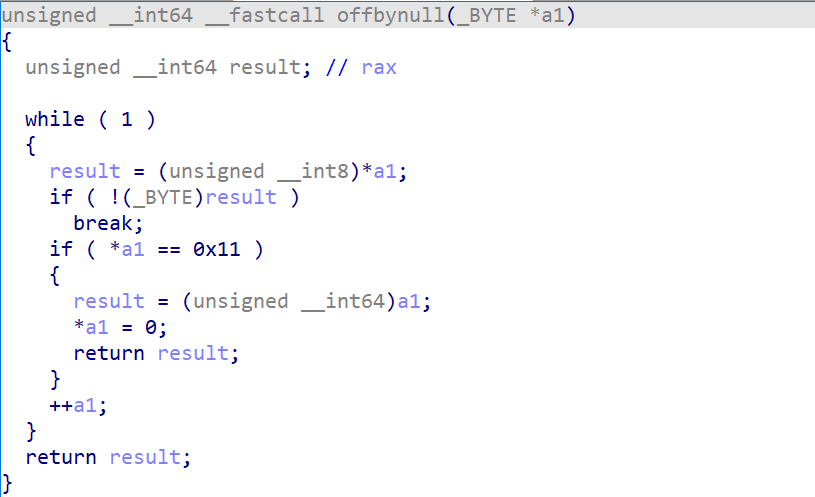 unsigned __int64 __fastcall offbynull(_BYTE *a1)
{
  unsigned __int64 result; // rax
  while ( 1 )
  {
    result = (unsigned __int8)*a1;
    if ( !(_BYTE)result )
      break;
    if ( *a1 == 0x11 )
    {
      result = (unsigned __int64)a1;
      *a1 = 0;
      return result;
    }
    ++a1;
  }
  return result;
}